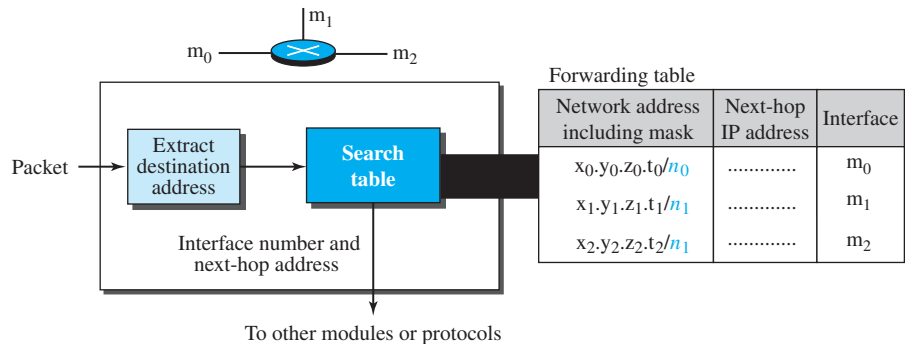 m₁
m₀
m₂
Forwarding table
Network address
including mask
Next-hop
IP address
Interface
Packet
Extract
destination
address
Search
table
x₀.y₀.z₀.t₀/n₀
............
m₀
x₁.y₁.z₁.t₁/n₁
............
m₁
x₂.y₂.z₂.t₂/n₁
............
m₂
Interface number and
next-hop address
To other modules or protocols